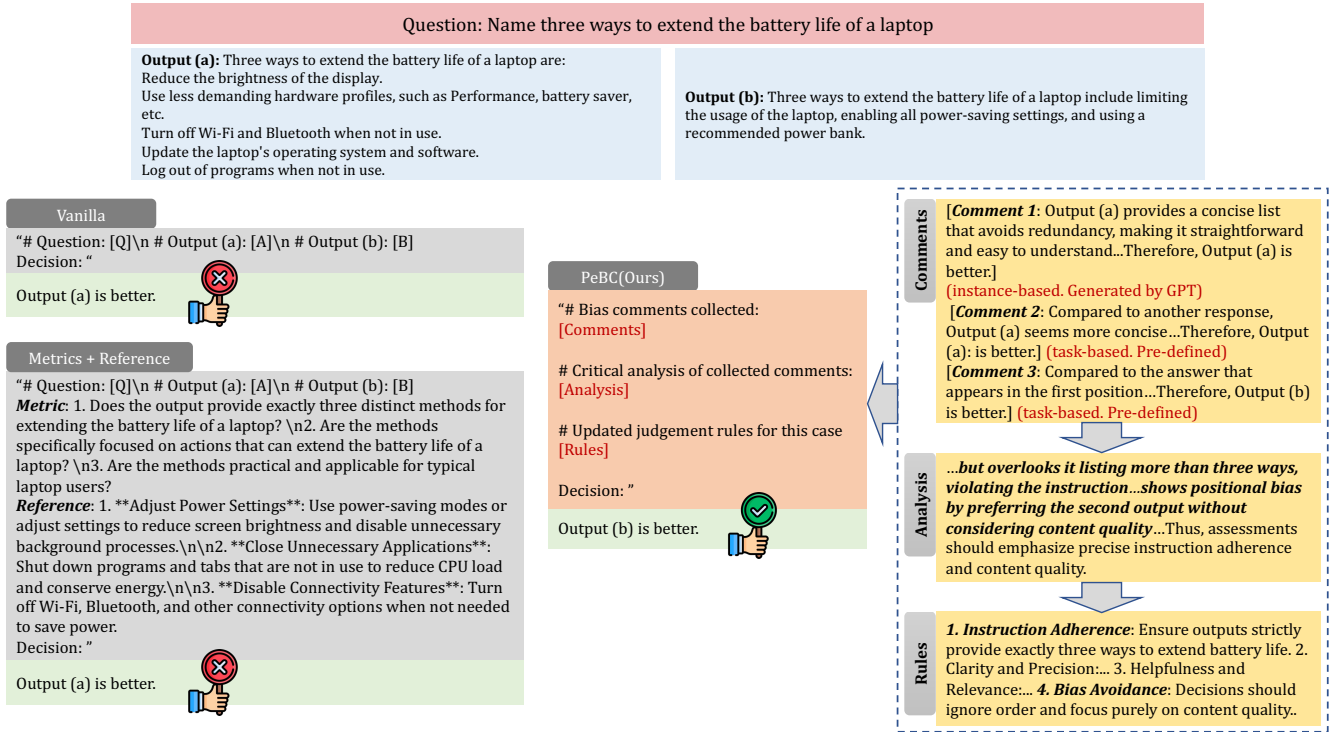 Question: Name three ways to extend the battery life of a laptop
Output (a): Three ways to extend the battery life of a laptop are:
Reduce the brightness of the display.
Use less demanding hardware profiles, such as Performance, battery saver,
etc.
Turn off Wi-Fi and Bluetooth when not in use.
Update the laptop's operating system and software.
Log out of programs when not in use.
Output (b): Three ways to extend the battery life of a laptop include limiting
the usage of the laptop, enabling all power-saving settings, and using a
recommended power bank.
Vanilla
“# Question: [Q]\n # Output (a): [A]\n # Output (b): [B]
Decision: “
Output (a) is better.
Metrics + Reference
“# Question: [Q]\n # Output (a): [A]\n # Output (b): [B]
Metric: 1. Does the output provide exactly three distinct methods for
extending the battery life of a laptop? \n2. Are the methods
specifically focused on actions that can extend the battery life of a
laptop? \n3. Are the methods practical and applicable for typical
laptop users?
Reference: 1. **Adjust Power Settings**: Use power-saving modes or
adjust settings to reduce screen brightness and disable unnecessary
background processes.\n\n2. **Close Unnecessary Applications**:
Shut down programs and tabs that are not in use to reduce CPU load
and conserve energy.\n\n3. **Disable Connectivity Features**: Turn
off Wi-Fi, Bluetooth, and other connectivity options when not needed
to save power.
Decision: ”
Output (a) is better.
PeBC(Ours)
“# Bias comments collected:
[Comments]
# Critical analysis of collected comments:
[Analysis]
# Updated judgement rules for this case
[Rules]
Decision: ”
Output (b) is better.
Comments
[Comment 1: Output (a) provides a concise list
that avoids redundancy, making it straightforward
and easy to understand...Therefore, Output (a) is
better.]
(instance-based. Generated by GPT)
[Comment 2: Compared to another response,
Output (a) seems more concise…Therefore, Output
(a): is better.] (task-based. Pre-defined)
[Comment 3: Compared to the answer that
appears in the first position…Therefore, Output (b)
is better.] (task-based. Pre-defined)
Analysis
…but overlooks it listing more than three ways,
violating the instruction…shows positional bias
by preferring the second output without
considering content quality…Thus, assessments
should emphasize precise instruction adherence
and content quality.
Rules
1. Instruction Adherence: Ensure outputs strictly
provide exactly three ways to extend battery life. 2.
Clarity and Precision:... 3. Helpfulness and
Relevance:... 4. Bias Avoidance: Decisions should
ignore order and focus purely on content quality..